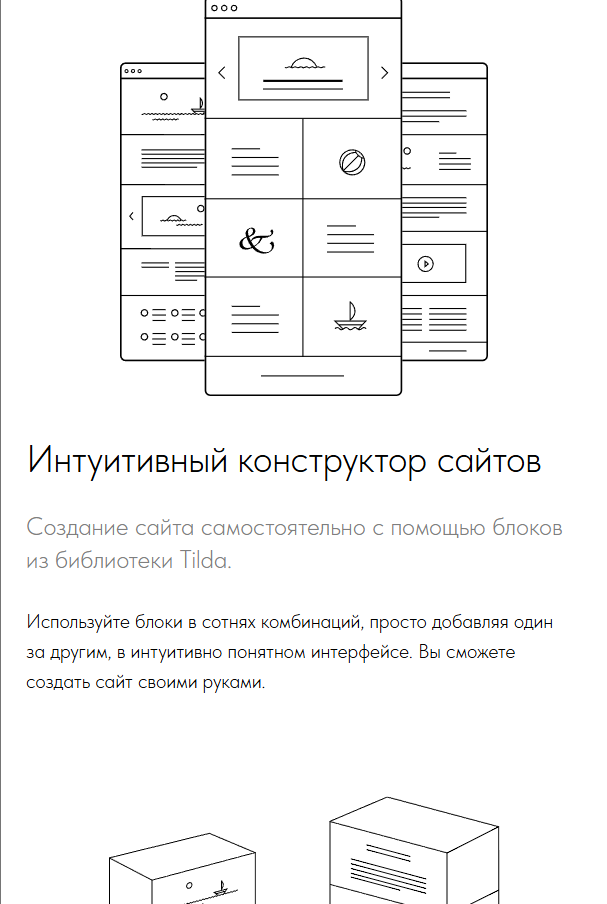 &
Интуитивный конструктор сайтов
Создание сайта самостоятельно с помощью блоков
из библиотеки Tilda.
Используйте блоки в сотнях комбинаций, просто добавляя один
за другим, в интуитивно понятном интерфейсе. Вы сможете
создать сайт своими руками.